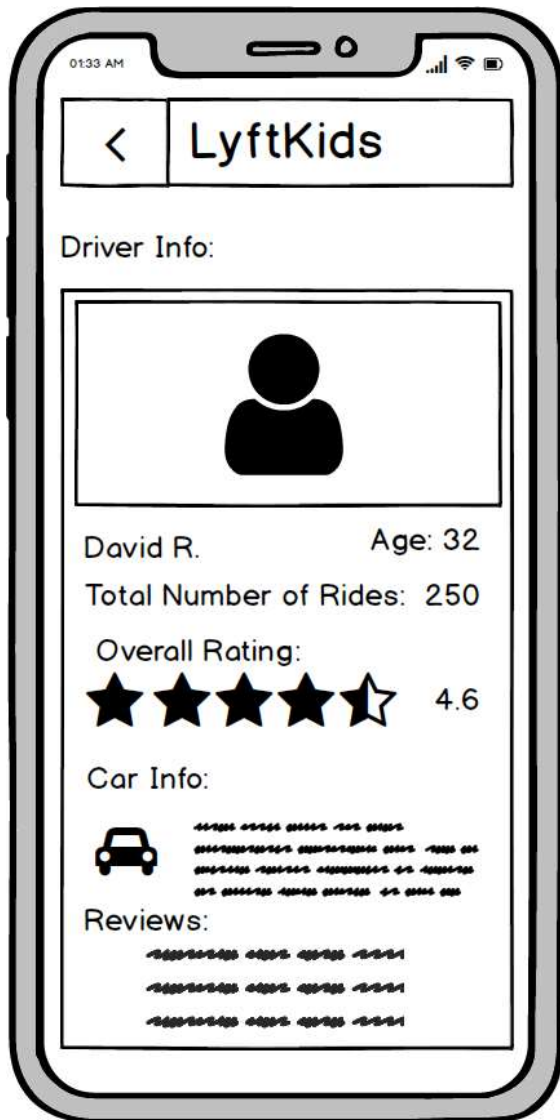 01:33 AM
LyftKids
Driver Info:
David R.
Age: 32
Total Number of Rides: 250
Overall Rating:
4.6
Car Info:
Reviews: